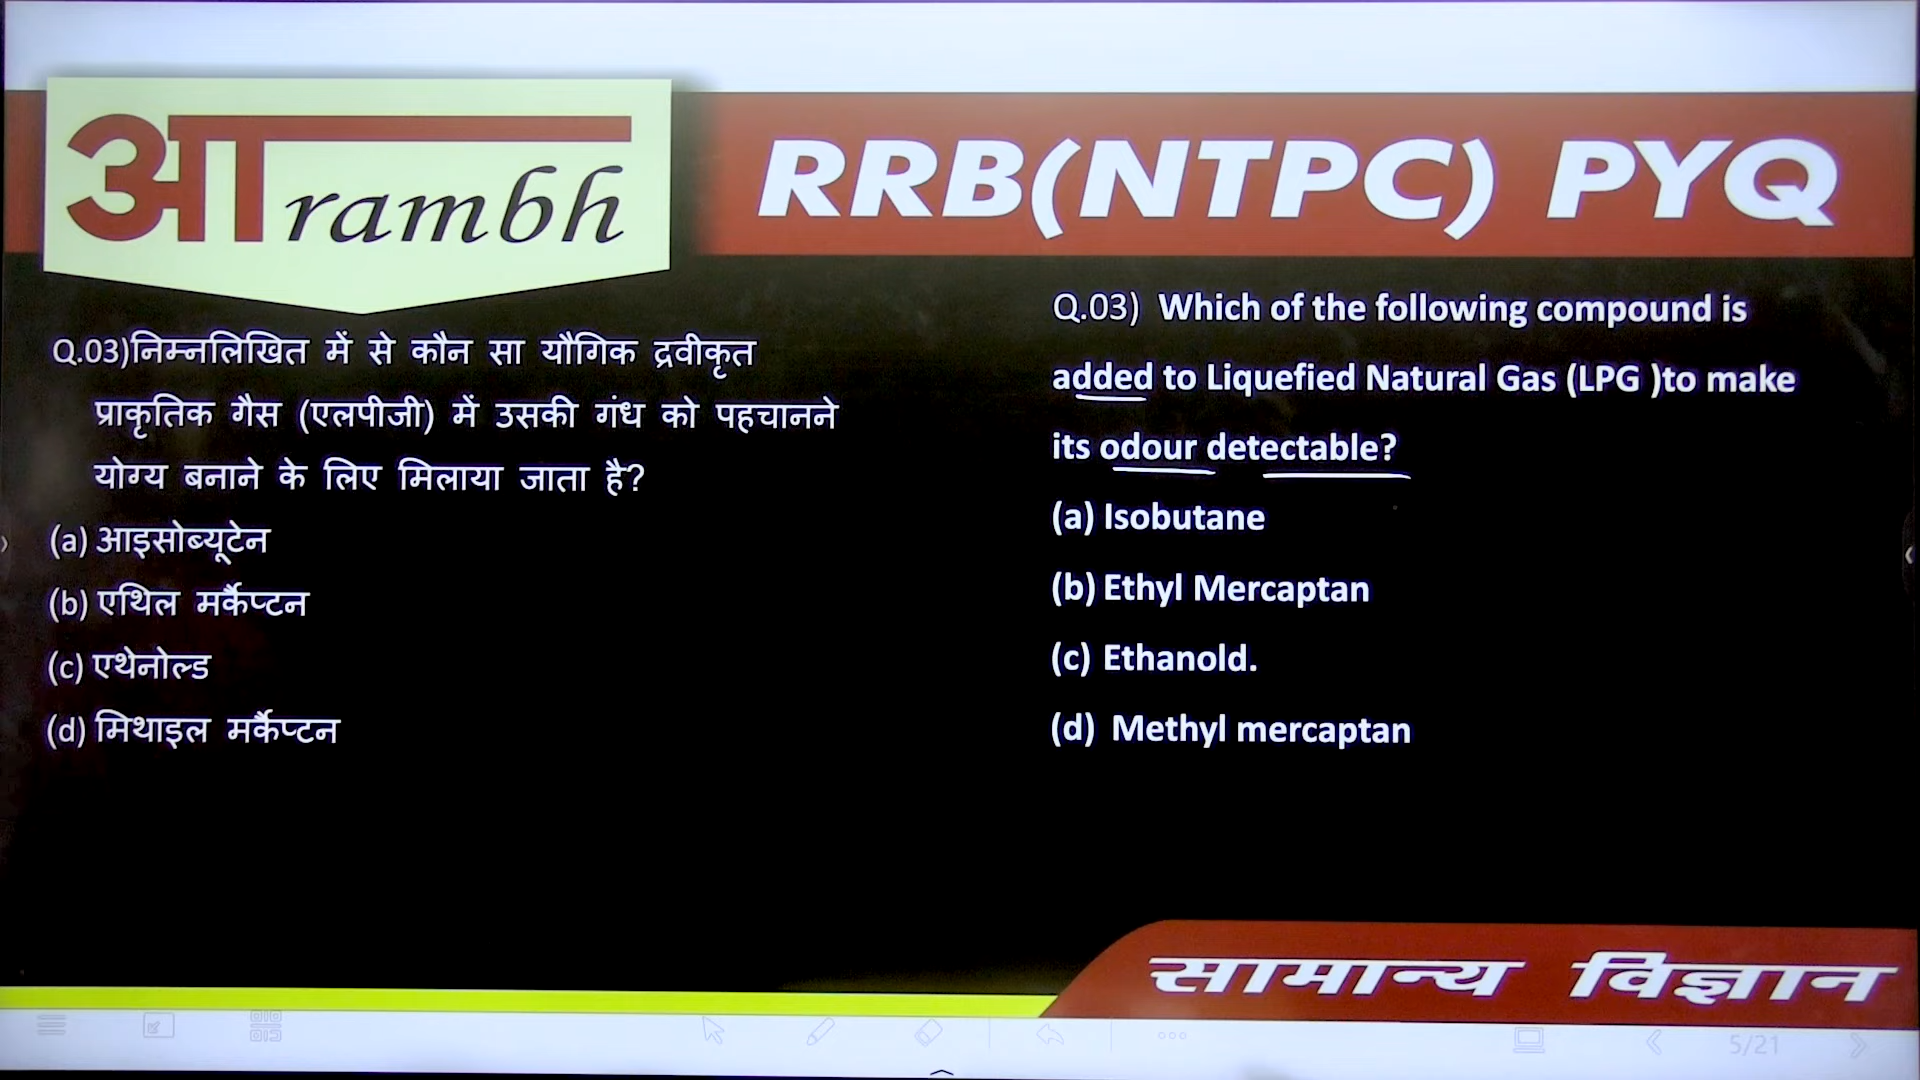 आrambh
RRB(NTPC) PYQ
Q.03)निम्नलिखित में से कौन सा यौगिक द्रवीकृत
प्राकृतिक गैस (एलपीजी) में उसकी गंध को पहचानने
योग्य बनाने के लिए मिलाया जाता है?
(a) आइसोब्यूटेन
(b) एथिल मर्कैप्टन
(c) एथेनोल्ड
(d) मिथाइल मर्कैप्टन
Q.03) Which of the following compound is
added to Liquefied Natural Gas (LPG )to make
its odour detectable?
(a) Isobutane
(b) Ethyl Mercaptan
(c) Ethanold.
(d) Methyl mercaptan
सामान्य विज्ञान
5/21